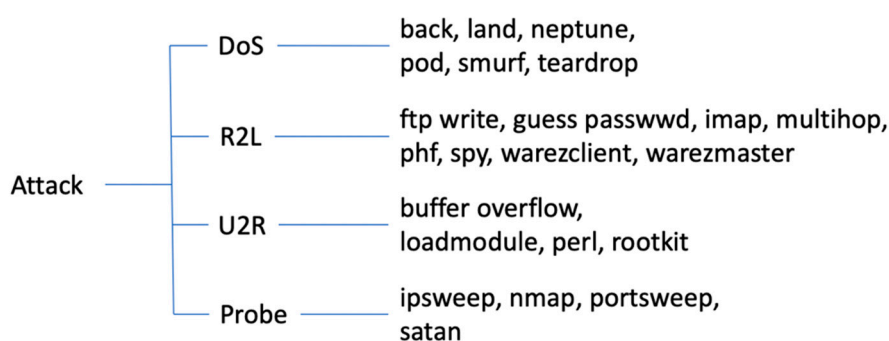 DoS
back, land, neptune,
pod, smurf, teardrop
R2L
ftp write, guess passwwd, imap, multihop,
phf, spy, warezclient, warezmaster
Attack
U2R
buffer overflow,
loadmodule, perl, rootkit
Probe
ipsweep, nmap, portsweep,
satan